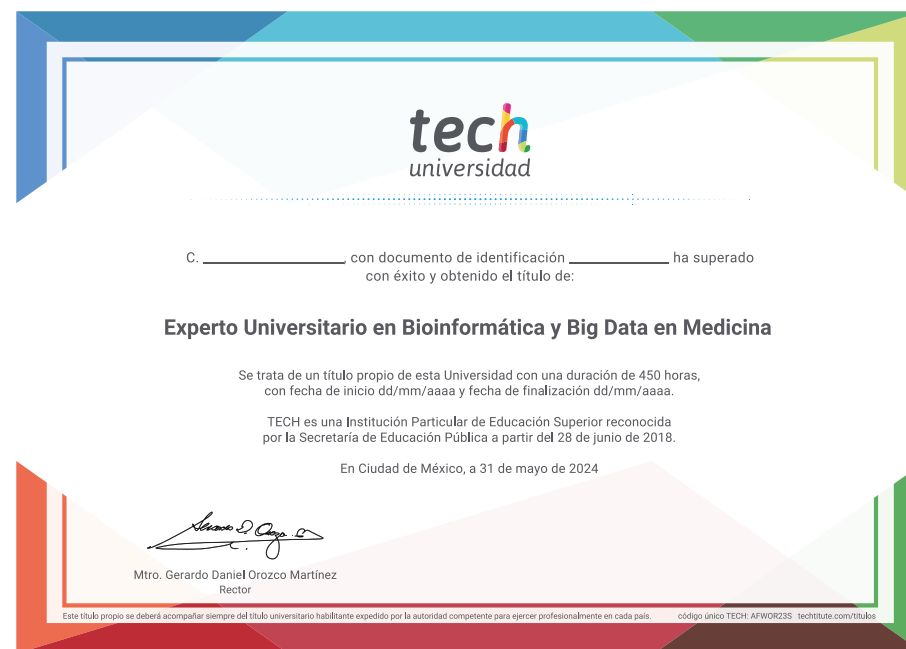 tech
universidad
C. ____________________, con documento de identificación ______________ ha superado
con éxito y obtenido el título de:
Experto Universitario en Bioinformática y Big Data en Medicina
Se trata de un título propio de esta Universidad con una duración de 450 horas,
con fecha de inicio dd/mm/aaaa y fecha de finalización dd/mm/aaaa.
TECH es una Institución Particular de Educación Superior reconocida
por la Secretaría de Educación Pública a partir del 28 de junio de 2018.
En Ciudad de México, a 31 de mayo de 2024
Mtro. Gerardo Daniel Orozco Martínez
Rector
Este título propio se deberá acompañar siempre del título universitario habilitante expedido por la autoridad competente para ejercer profesionalmente en cada país. código único TECH: AFWOR23S techtitute.com/titulos